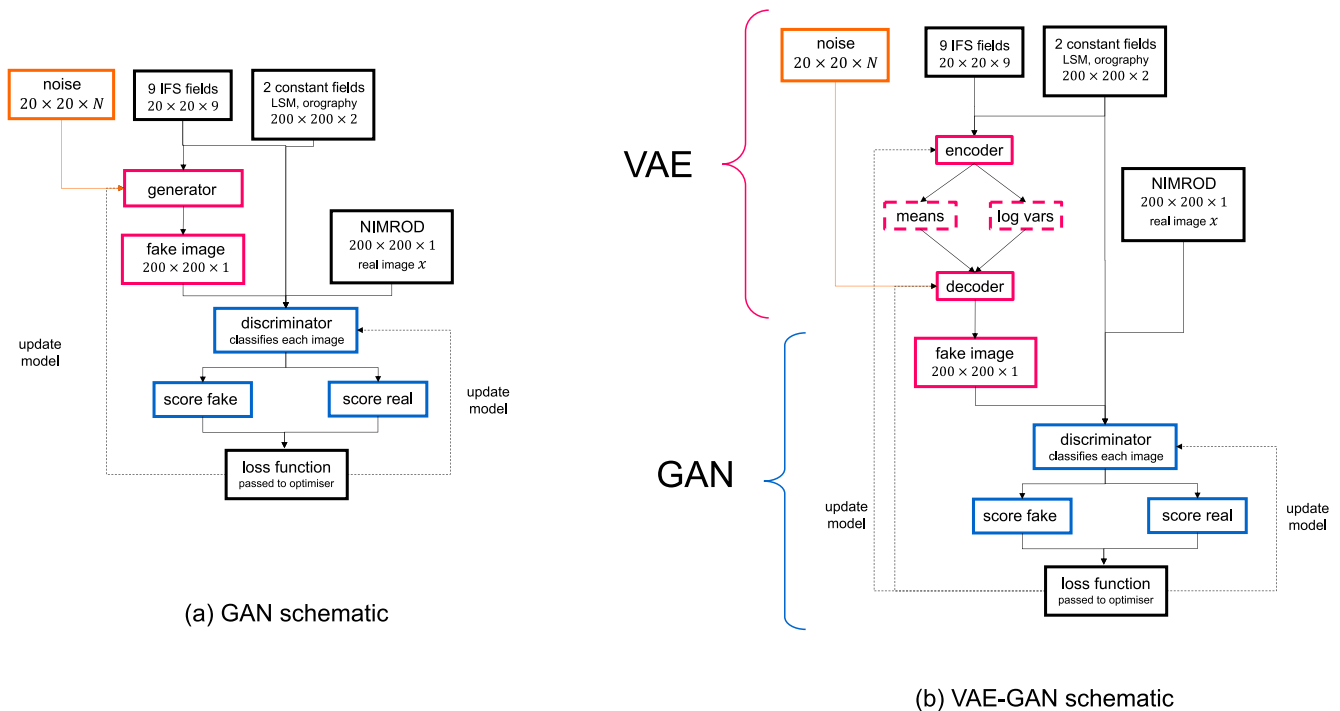 noise
20 × 20 × N
9 IFS fields
20 × 20 × 9
2 constant fields
LSM, orography
200 × 200 × 2
generator
fake image
200 × 200 × 1
NIMROD
200 × 200 × 1
real image x
discriminator
classifies each image
update
model
score fake
score real
update
model
loss function
passed to optimiser
(a) GAN schematic
VAE
noise
20 × 20 × N
9 IFS fields
20 × 20 × 9
2 constant fields
LSM, orography
200 × 200 × 2
encoder
means
log vars
NIMROD
200 × 200 × 1
real image x
decoder
GAN
fake image
200 × 200 × 1
discriminator
classifies each image
update
model
score fake
score real
update
model
loss function
passed to optimiser
(b) VAE-GAN schematic